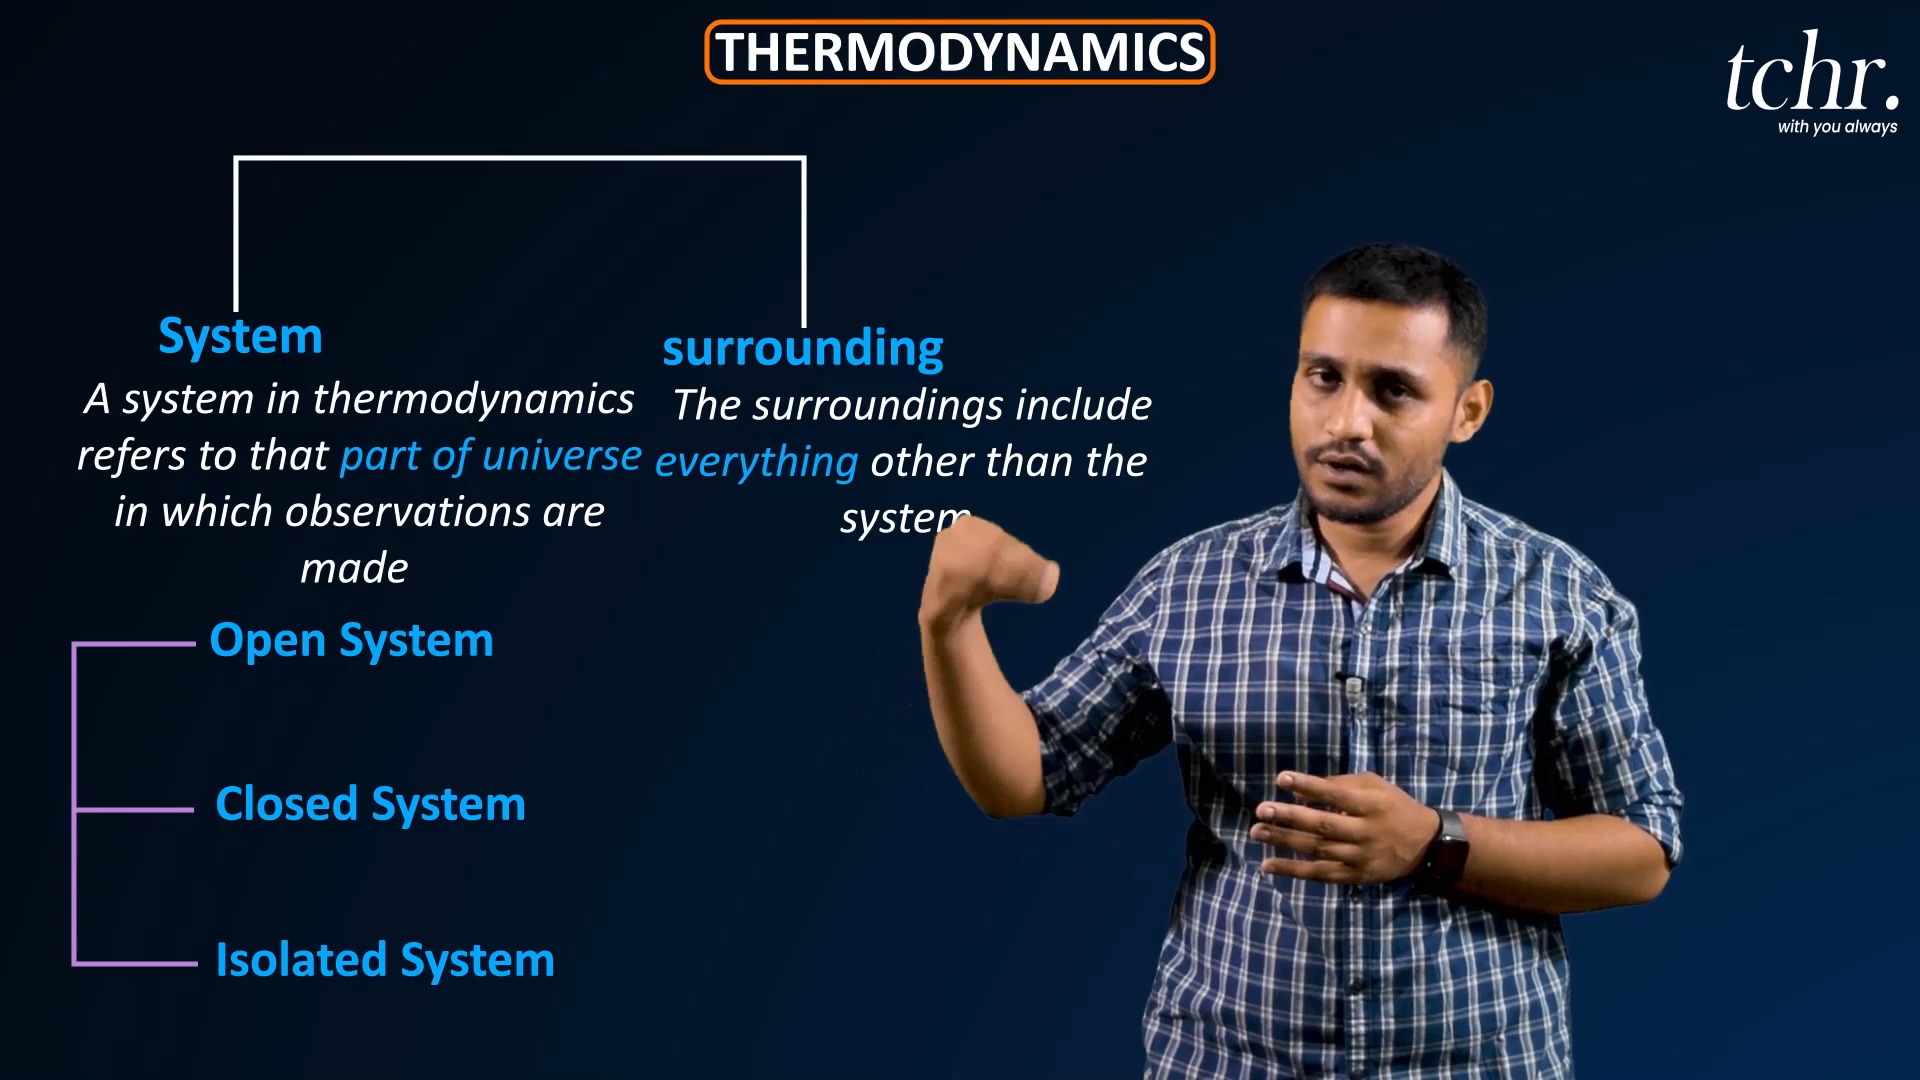 THERMODYNAMICS
tchr.
with you always
System
A system in thermodynamics
refers to that part of universe
in which observations are
made
surrounding
The surroundings include
everything other than the
system
Open System
Closed System
Isolated System